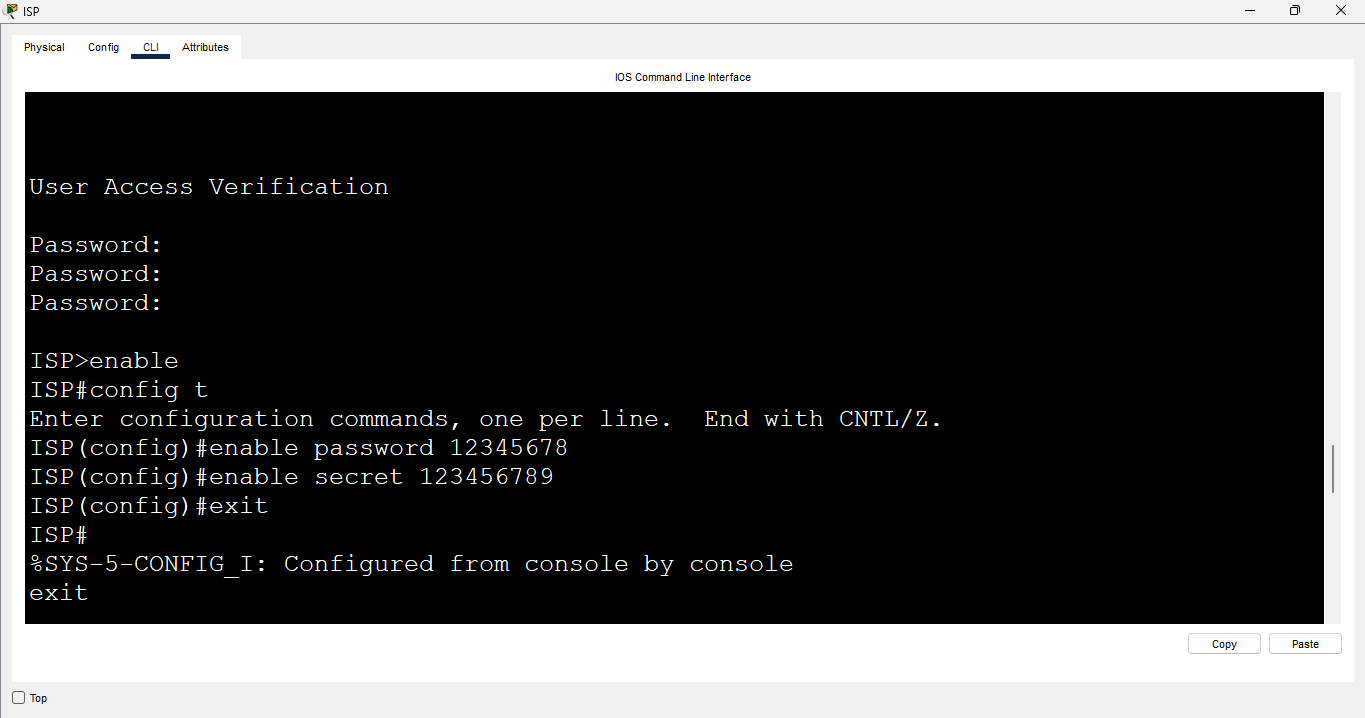 ISP
Physical Config CLI Attributes
IOS Command Line Interface
User Access Verification
Password:
Password:
Password:
ISP>enable
ISP#config t
Enter configuration commands, one per line.  End with CNTL/Z.
ISP(config)#enable password 12345678
ISP(config)#enable secret 123456789
ISP(config)#exit
ISP#
%SYS-5-CONFIG_I: Configured from console by console
exit
Copy Paste
Top